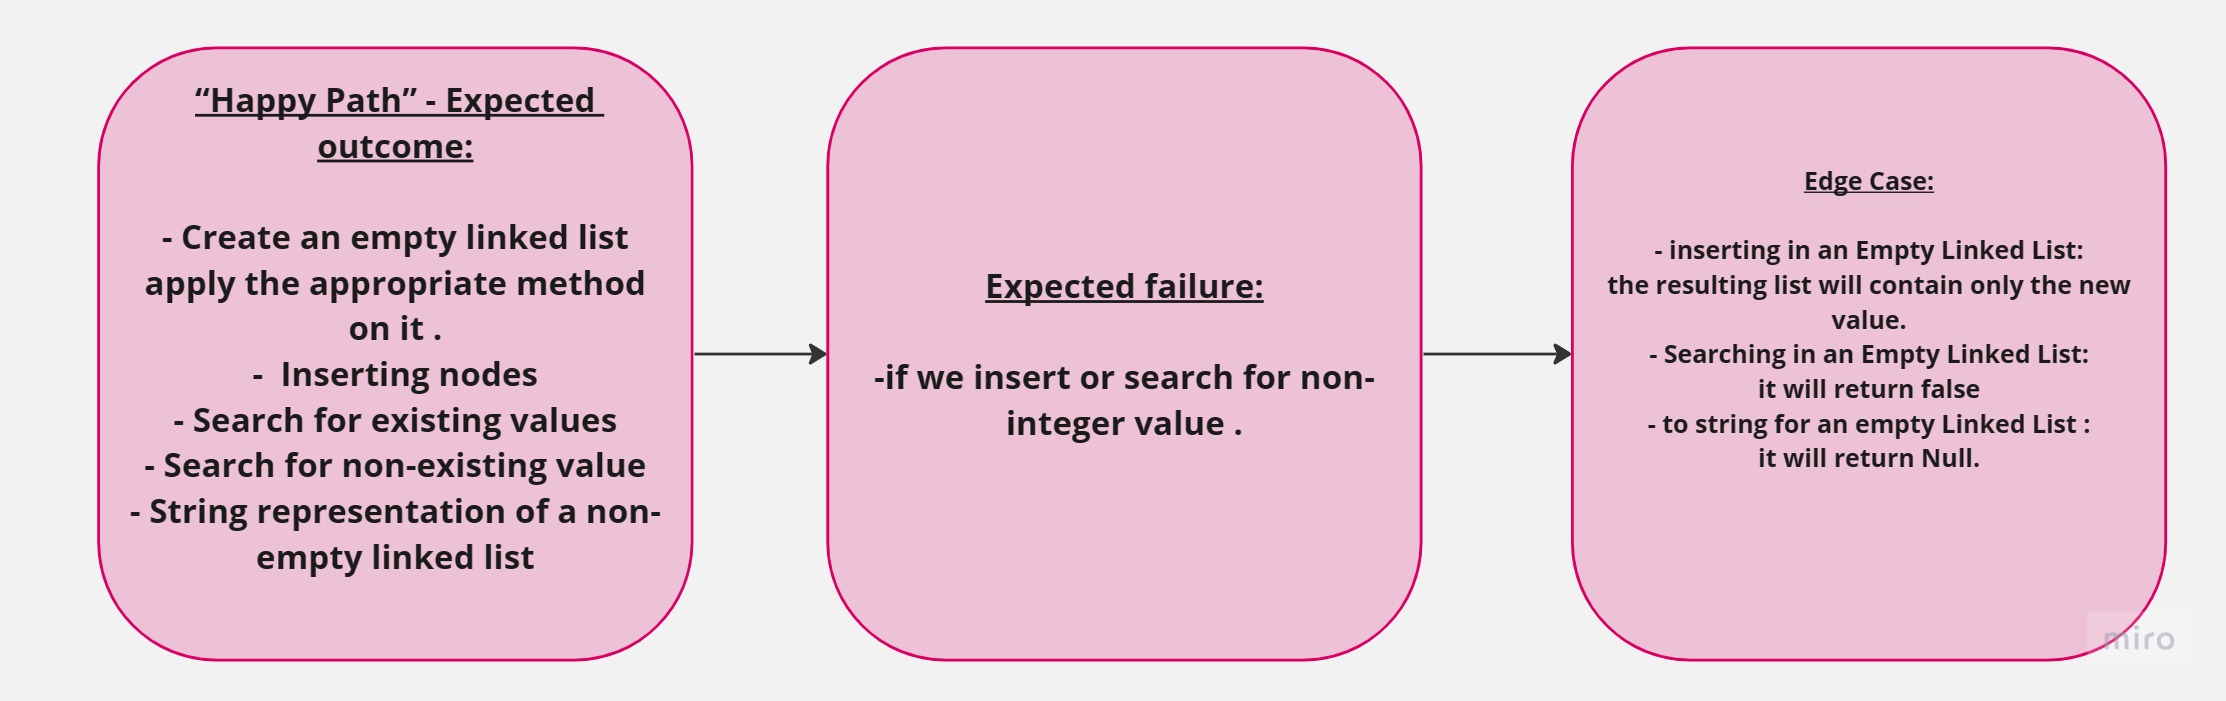 “Happy Path” - Expected
outcome:
- Create an empty linked list
apply the appropriate method
on it .
-  Inserting nodes
- Search for existing values
- Search for non-existing value
- String representation of a non-
empty linked list
Expected failure:
-if we insert or search for non-
integer value .
Edge Case:
- inserting in an Empty Linked List:
the resulting list will contain only the new
value.
- Searching in an Empty Linked List:
it will return false
- to string for an empty Linked List :
it will return Null.
miro